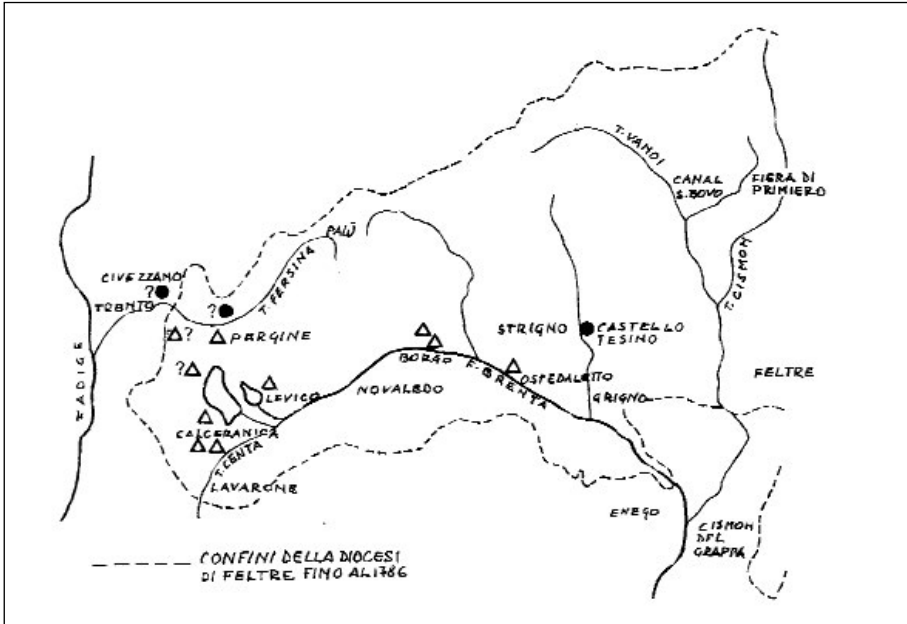 T. VANOI
CANAL
S. BOVO
FIERA DI
PRIMIERO
PALÙ
T. FERSINA
CIVEZZANO
?
?
TRENTO
T. CISMON
?
PERGINE
STRIGNO
CASTELLO
TESINO
BORGO
F. BRENTA
OSPEDALETTO
FELTRE
?
LEVICO
NOVALEDO
GRIGNO
L'ADIGE
CALCERANICA
T. CENTA
LAVARONE
ENEGO
CISMON
DEL
GRAPPA
CONFINI DELLA DIOCESI
DI FELTRE FINO AL 1786